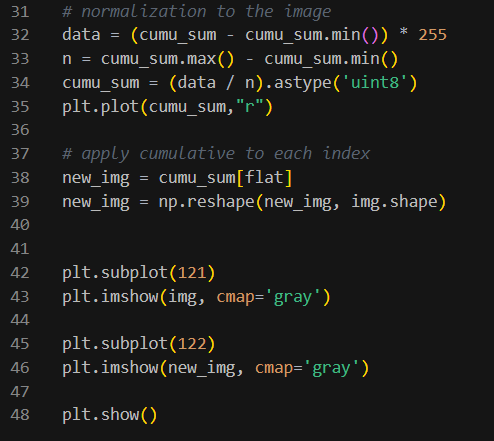 31 # normalization to the image
32 data = (cumu_sum - cumu_sum.min()) * 255
33 n = cumu_sum.max() - cumu_sum.min()
34 cumu_sum = (data / n).astype('uint8')
35 plt.plot(cumu_sum,"r")
36
37 # apply cumulative to each index
38 new_img = cumu_sum[flat]
39 new_img = np.reshape(new_img, img.shape)
40
41
42 plt.subplot(121)
43 plt.imshow(img, cmap='gray')
44
45 plt.subplot(122)
46 plt.imshow(new_img, cmap='gray')
47
48 plt.show()